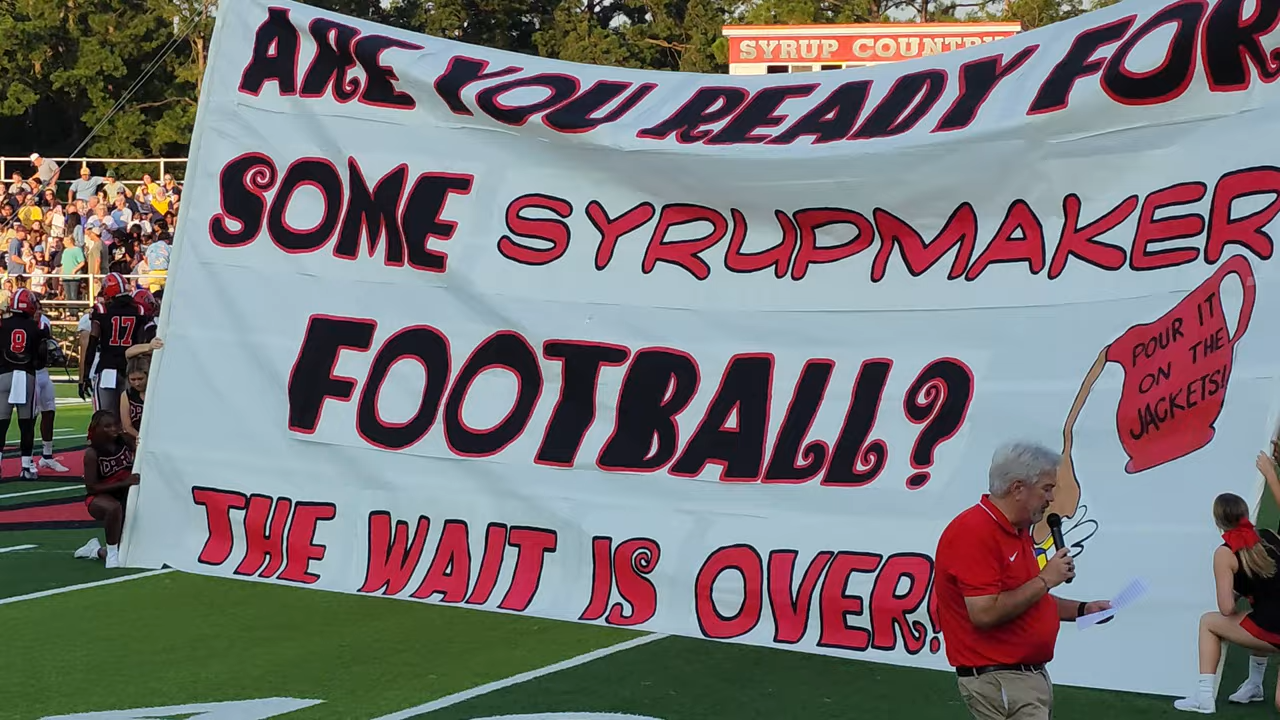 SYRUP COUNTRY
ARE YOU READY FOR
SOME SYRUPMAKER
FOOTBALL?
THE WAIT IS OVER!
POUR IT
ON THE
JACKETS!
8
17